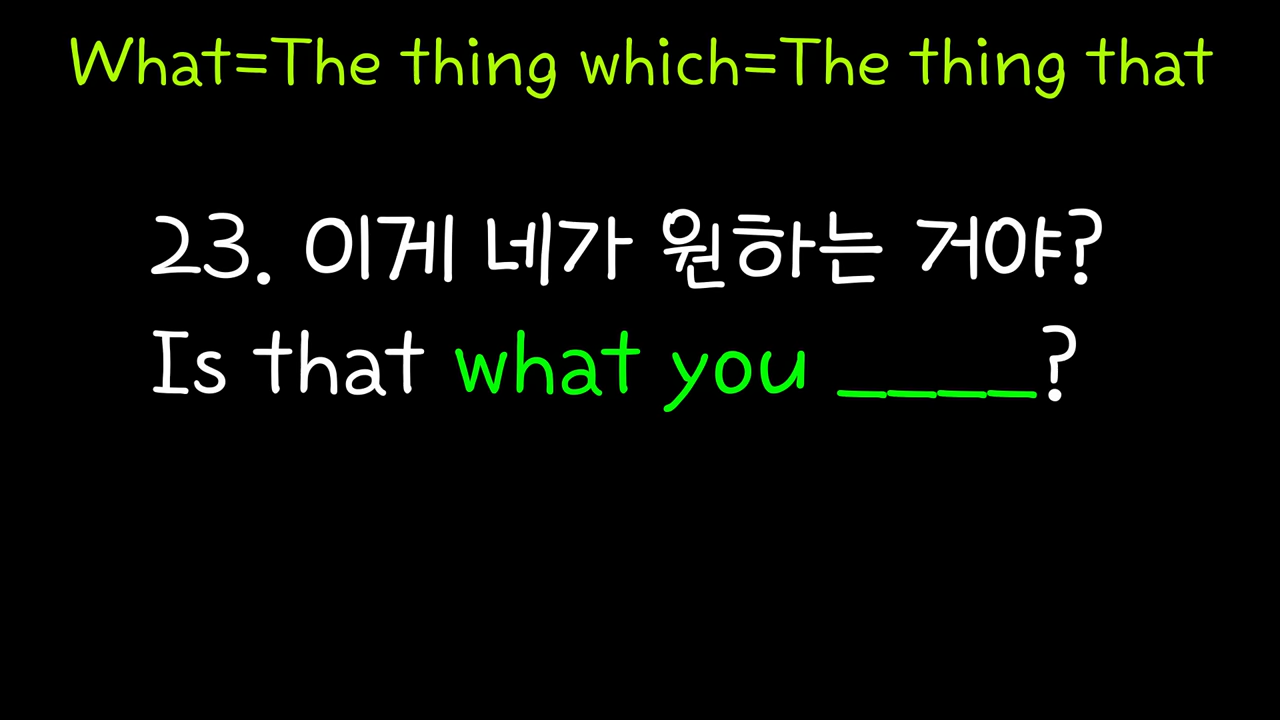 What=The thing which=The thing that
23. 이게 네가 원하는 거야?
Is that what you ____?